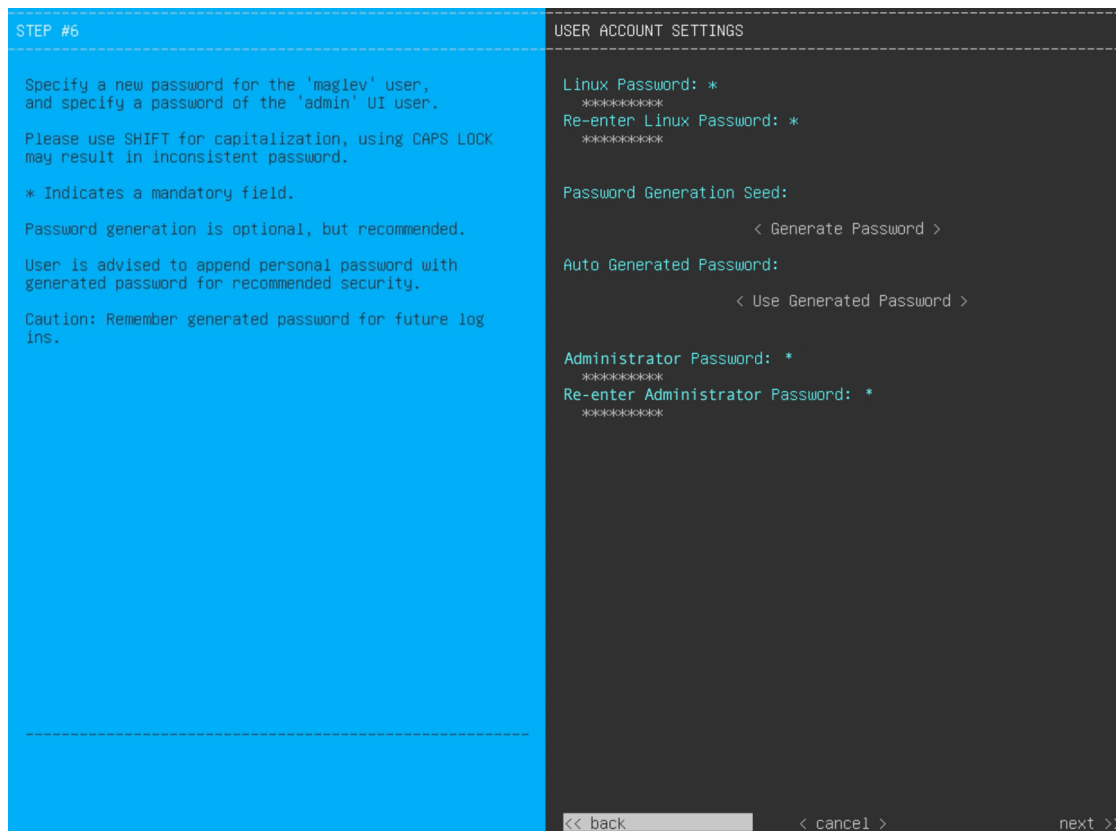 STEP #6
Specify a new password for the 'maglev' user,
and specify a password of the 'admin' UI user.
Please use SHIFT for capitalization, using CAPS LOCK
may result in inconsistent password.
* Indicates a mandatory field.
Password generation is optional, but recommended.
User is advised to append personal password with
generated password for recommended security.
Caution: Remember generated password for future log
ins.
USER ACCOUNT SETTINGS
Linux Password: *
*********
Re-enter Linux Password: *
*********
Password Generation Seed:
< Generate Password >
Auto Generated Password:
< Use Generated Password >
Administrator Password: *
*********
Re-enter Administrator Password: *
*********
<< back < cancel > next >>